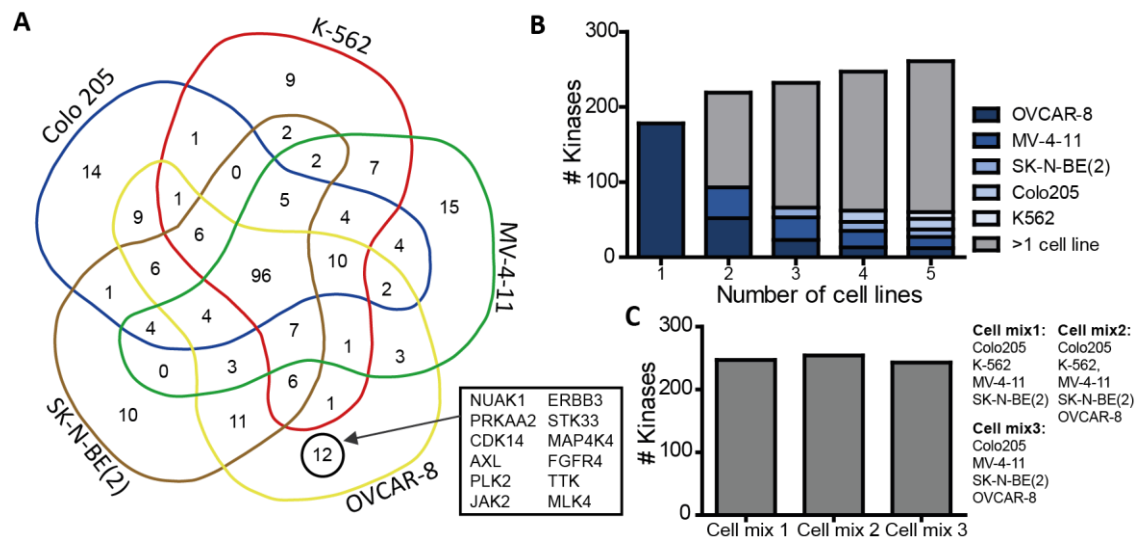 A
K-562
Colo 205
MV-4-11
SK-N-BE(2)
OVCAR-8
9
1
2
14
0
2
7
15
5
1
9
4
4
6
10
96
6
2
1
4
4
7
1
3
0
3
6
10
11
1
12
NUAK1 ERBB3
PRKAA2 STK33
CDK14 MAP4K4
AXL FGFR4
PLK2 TTK
JAK2 MLK4
B
# Kinases
300
200
100
0
1 2 3 4 5
Number of cell lines
OVCAR-8
MV-4-11
SK-N-BE(2)
Colo205
K562
>1 cell line
C
# Kinases
300
200
100
0
Cell mix 1 Cell mix 2 Cell mix 3
Cell mix1:
Colo205
K-562
MV-4-11
SK-N-BE(2)
Cell mix2:
Colo205
K-562,
MV-4-11
SK-N-BE(2)
OVCAR-8
Cell mix3:
Colo205
MV-4-11
SK-N-BE(2)
OVCAR-8